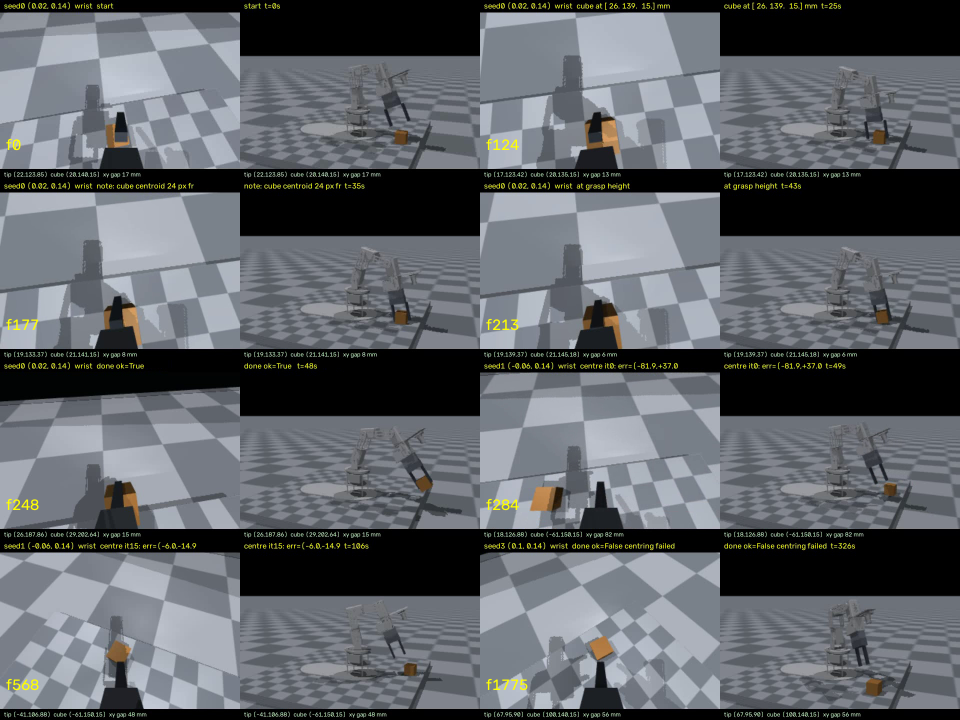 seed0 (0.02, 0.14) wrist start
start t=0s
seed0 (0.02, 0.14) wrist cube at [ 26. 139. 15.] mm
cube at [ 26. 139. 15.] mm t=25s
f0
f124
tip (22,123,85) cube (20,140,15) xy gap 17 mm
tip (22,123,85) cube (20,140,15) xy gap 17 mm
tip (17,123,42) cube (20,135,15) xy gap 13 mm
tip (17,123,42) cube (20,135,15) xy gap 13 mm
seed0 (0.02, 0.14) wrist note: cube centroid 24 px fr
note: cube centroid 24 px fr t=35s
seed0 (0.02, 0.14) wrist at grasp height
at grasp height t=43s
f177
f213
tip (19,133,37) cube (21,141,15) xy gap 8 mm
tip (19,133,37) cube (21,141,15) xy gap 8 mm
tip (19,139,37) cube (21,145,18) xy gap 6 mm
tip (19,139,37) cube (21,145,18) xy gap 6 mm
seed0 (0.02, 0.14) wrist done ok=True
done ok=True t=48s
seed1 (-0.06, 0.14) wrist centre it0: err=(-81.9,+37.0
centre it0: err=(-81.9,+37.0 t=49s
f248
f284
tip (26,187,86) cube (29,202,64) xy gap 15 mm
tip (26,187,86) cube (29,202,64) xy gap 15 mm
tip (18,126,88) cube (-61,150,15) xy gap 82 mm
tip (18,126,88) cube (-61,150,15) xy gap 82 mm
seed1 (-0.06, 0.14) wrist centre it15: err=(-6.0,-14.9
centre it15: err=(-6.0,-14.9 t=106s
seed3 (0.1, 0.14) wrist done ok=False centring failed
done ok=False centring failed t=326s
f568
f1775
tip (-41,106,88) cube (-61,150,15) xy gap 48 mm
tip (-41,106,88) cube (-61,150,15) xy gap 48 mm
tip (67,95,90) cube (100,140,15) xy gap 56 mm
tip (67,95,90) cube (100,140,15) xy gap 56 mm